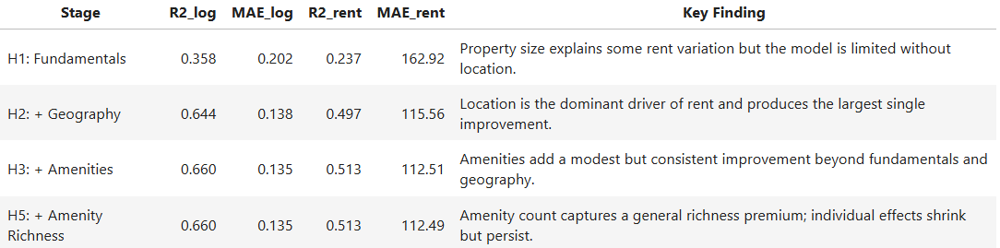 Stage R2_log MAE_log R2_rent MAE_rent Key Finding
H1: Fundamentals 0.358 0.202 0.237 162.92 Property size explains some rent variation but the model is limited without
location.
H2: + Geography 0.644 0.138 0.497 115.56 Location is the dominant driver of rent and produces the largest single
improvement.
H3: + Amenities 0.660 0.135 0.513 112.51 Amenities add a modest but consistent improvement beyond fundamentals and
geography.
H5: + Amenity
Richness 0.660 0.135 0.513 112.49 Amenity count captures a general richness premium; individual effects shrink
but persist.